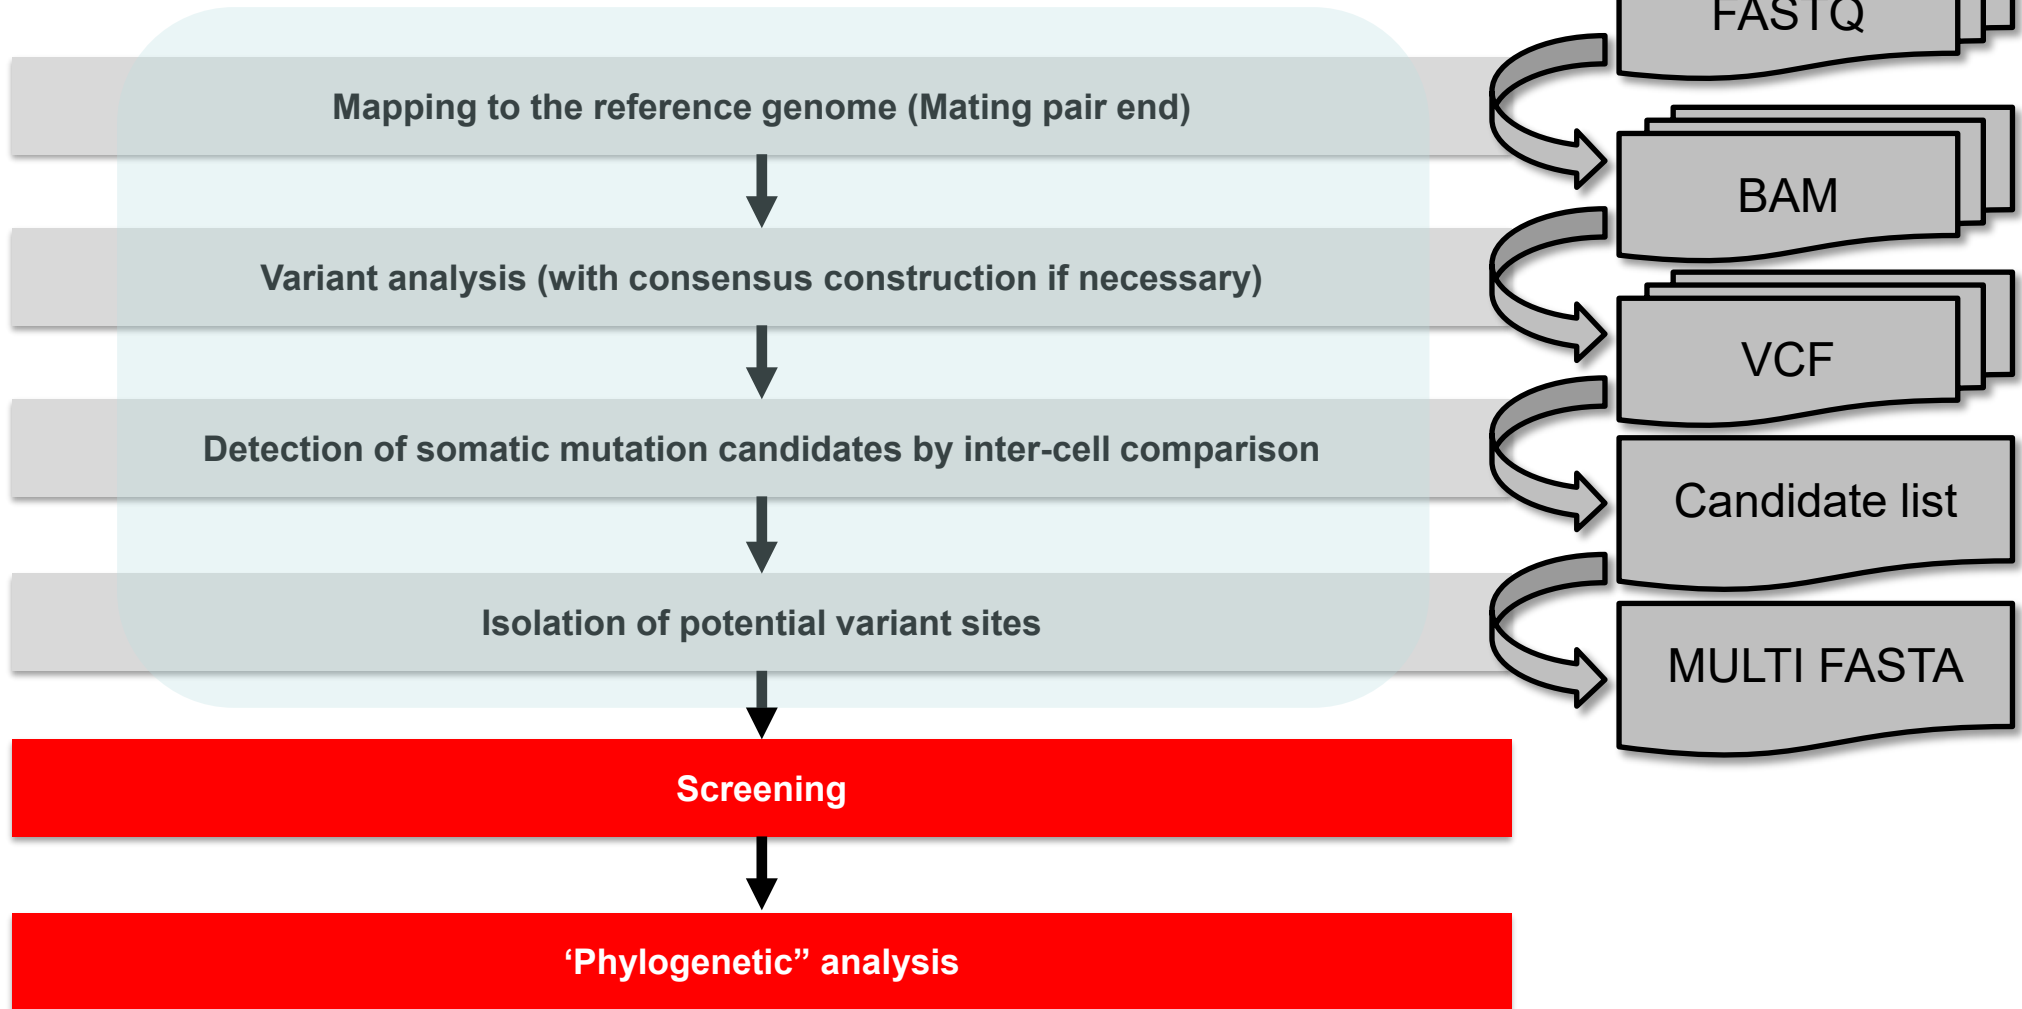 FASTQ
Mapping to the reference genome (Mating pair end)
BAM
Variant analysis (with consensus construction if necessary)
VCF
Detection of somatic mutation candidates by inter-cell comparison
Candidate list
Isolation of potential variant sites
MULTI FASTA
Screening
‘Phylogenetic” analysis